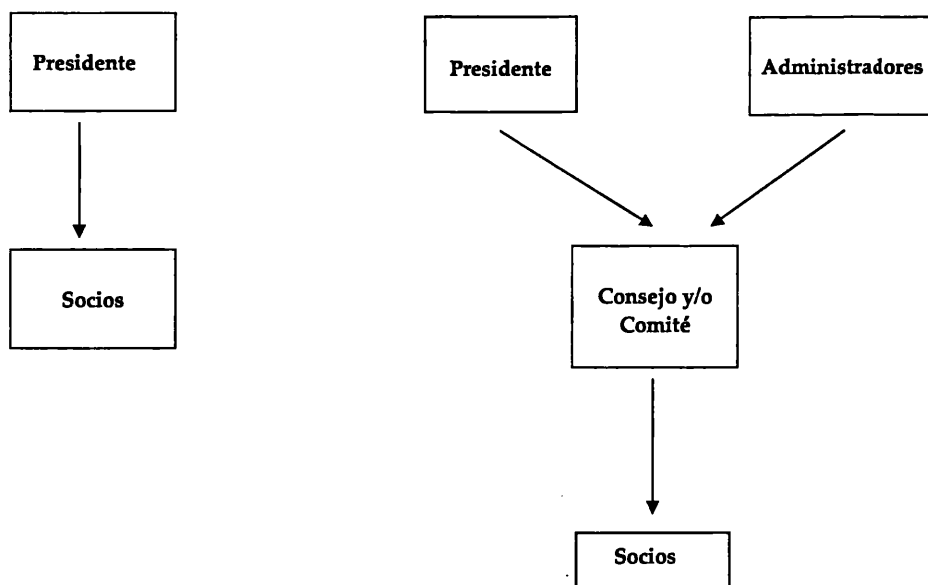 Presidente
Socios
Presidente
Administradores
Consejo y/o
Comité
Socios